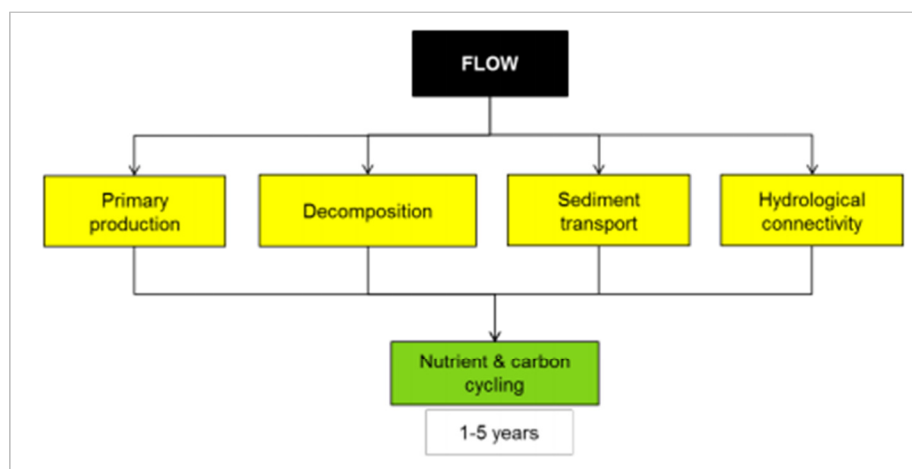 FLOW
Primary
production
Decomposition
Sediment
transport
Hydrological
connectivity
Nutrient & carbon
cycling
1-5 years